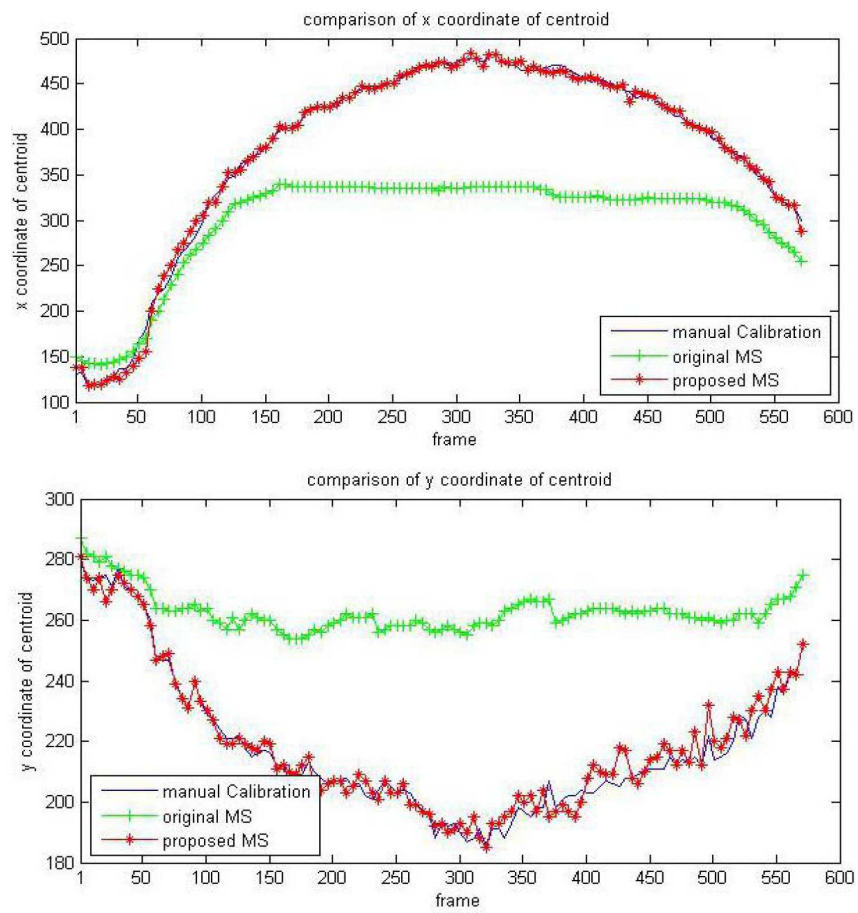 comparison of x coordinate of centroid
500
450
400
350
300
250
200
150
100
x coordinate of centroid
manual Calibration
original MS
proposed MS
1 50 100 150 200 250 300 350 400 450 500 550 600
frame
comparison of y coordinate of centroid
300
280
260
240
220
200
180
y coordinate of centroid
manual Calibration
original MS
proposed MS
1 50 100 150 200 250 300 350 400 450 500 550 600
frame